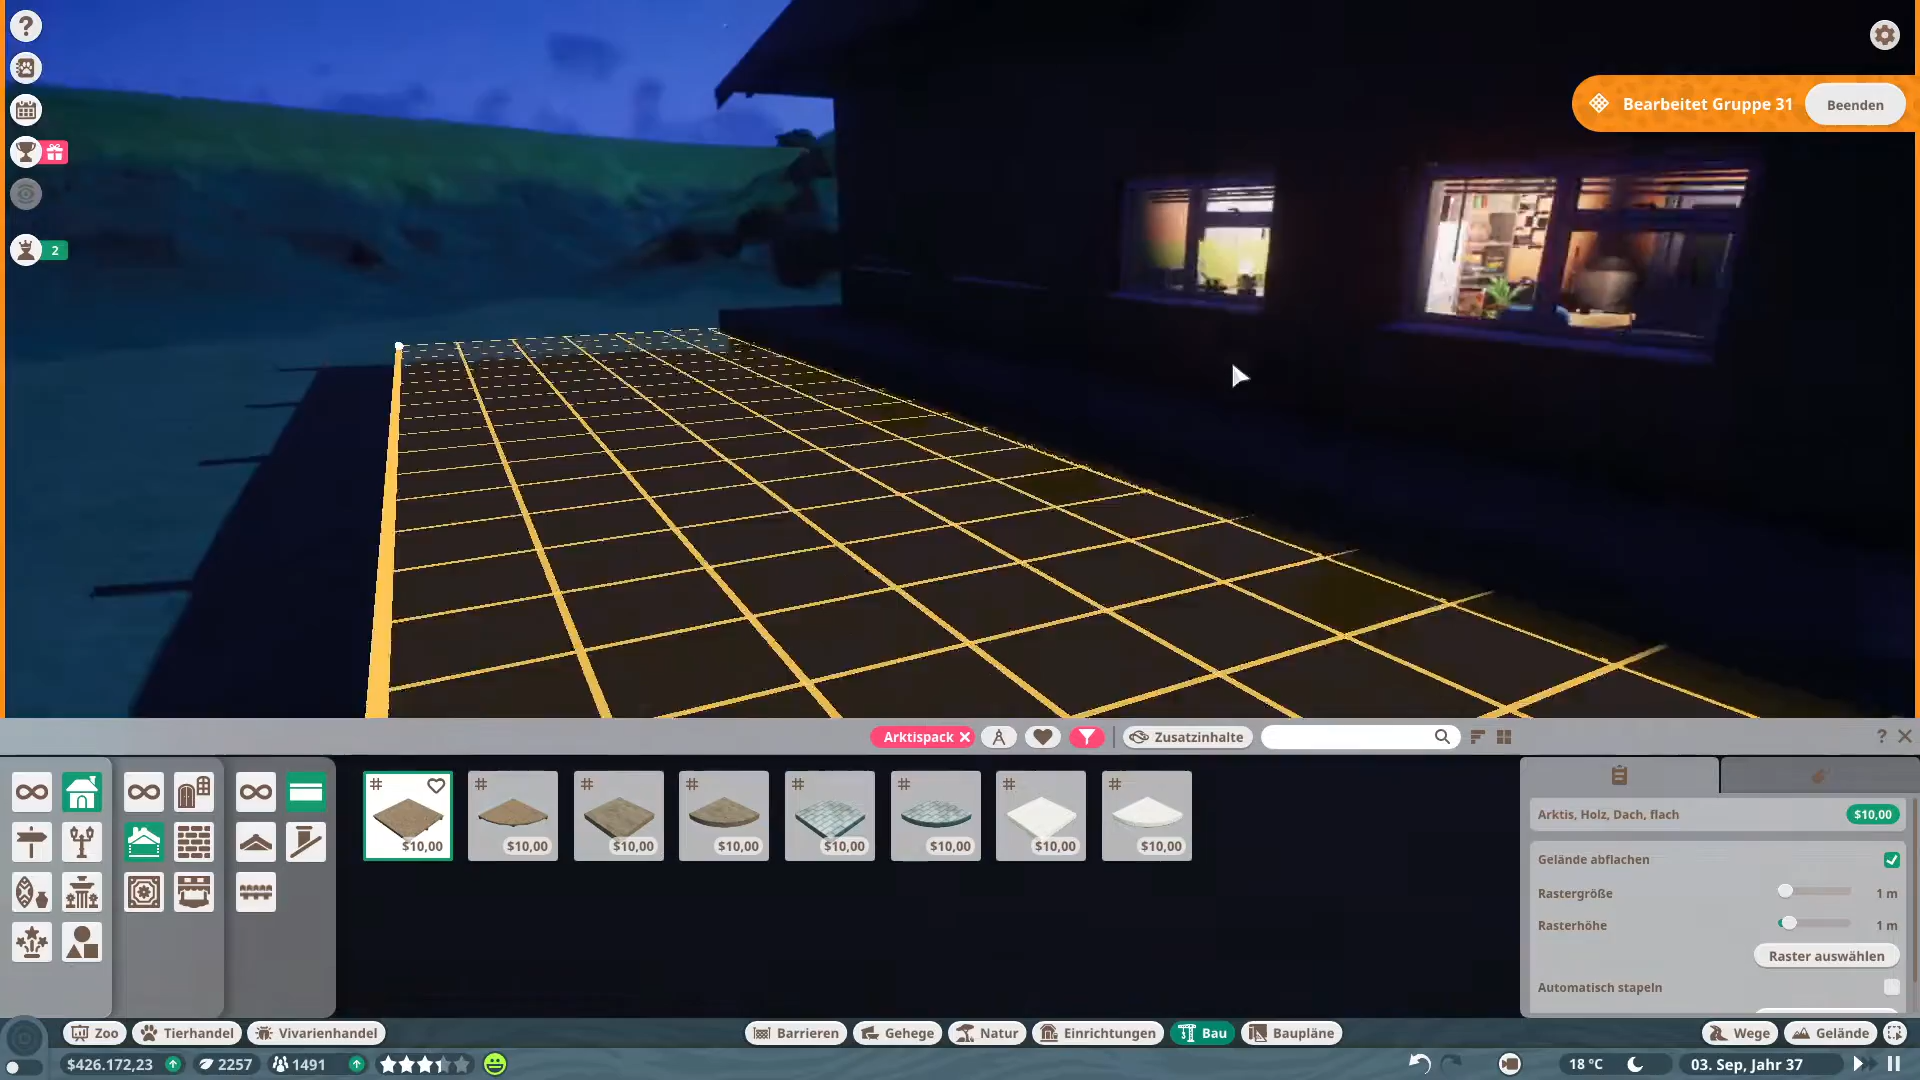 ?
Bearbeitet Gruppe 31
Beenden
2
Arktispack ✕
Zusatzinhalte
?
$10,00
$10,00
$10,00
$10,00
$10,00
$10,00
$10,00
$10,00
Arktis, Holz, Dach, flach
$10,00
Gelände abflachen
Rastergröße
1 m
Rasterhöhe
1 m
Raster auswählen
Automatisch stapeln
Zoo
Tierhandel
Vivarienhandel
Barrieren
Gehege
Natur
Einrichtungen
Bau
Baupläne
Wege
Gelände
$426.172,23
2257
1491
18 °C
03. Sep, Jahr 37